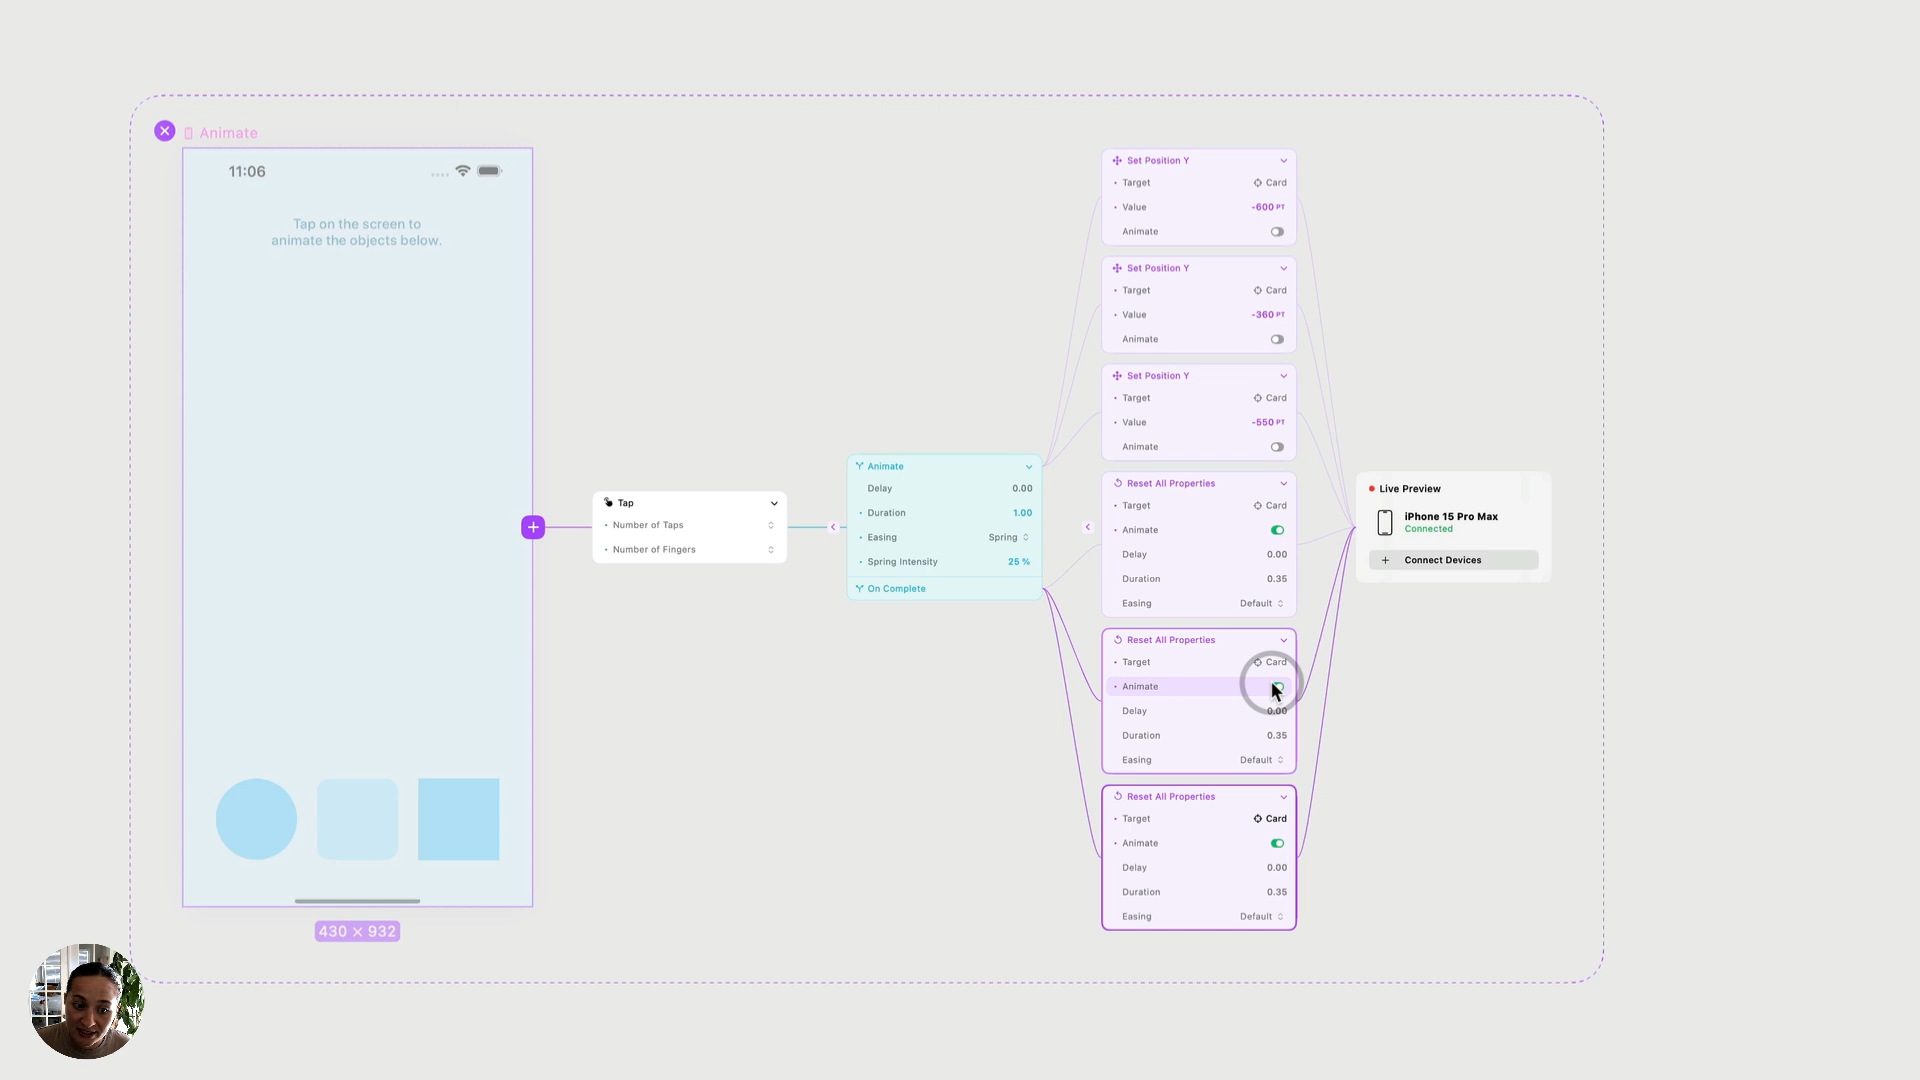 Animate
11:06
Tap on the screen to
animate the objects below.
430 × 932
Tap
Number of Taps
Number of Fingers
Animate
Delay 0.00
Duration 1.00
Easing Spring
Spring Intensity 25 %
On Complete
Set Position Y
Target Card
Value -600 PT
Animate
Set Position Y
Target Card
Value -360 PT
Animate
Set Position Y
Target Card
Value -550 PT
Animate
Reset All Properties
Target Card
Animate
Delay 0.00
Duration 0.35
Easing Default
Reset All Properties
Target Card
Animate
Delay 0.00
Duration 0.35
Easing Default
Reset All Properties
Target Card
Animate
Delay 0.00
Duration 0.35
Easing Default
Live Preview
iPhone 15 Pro Max
Connected
+ Connect Devices